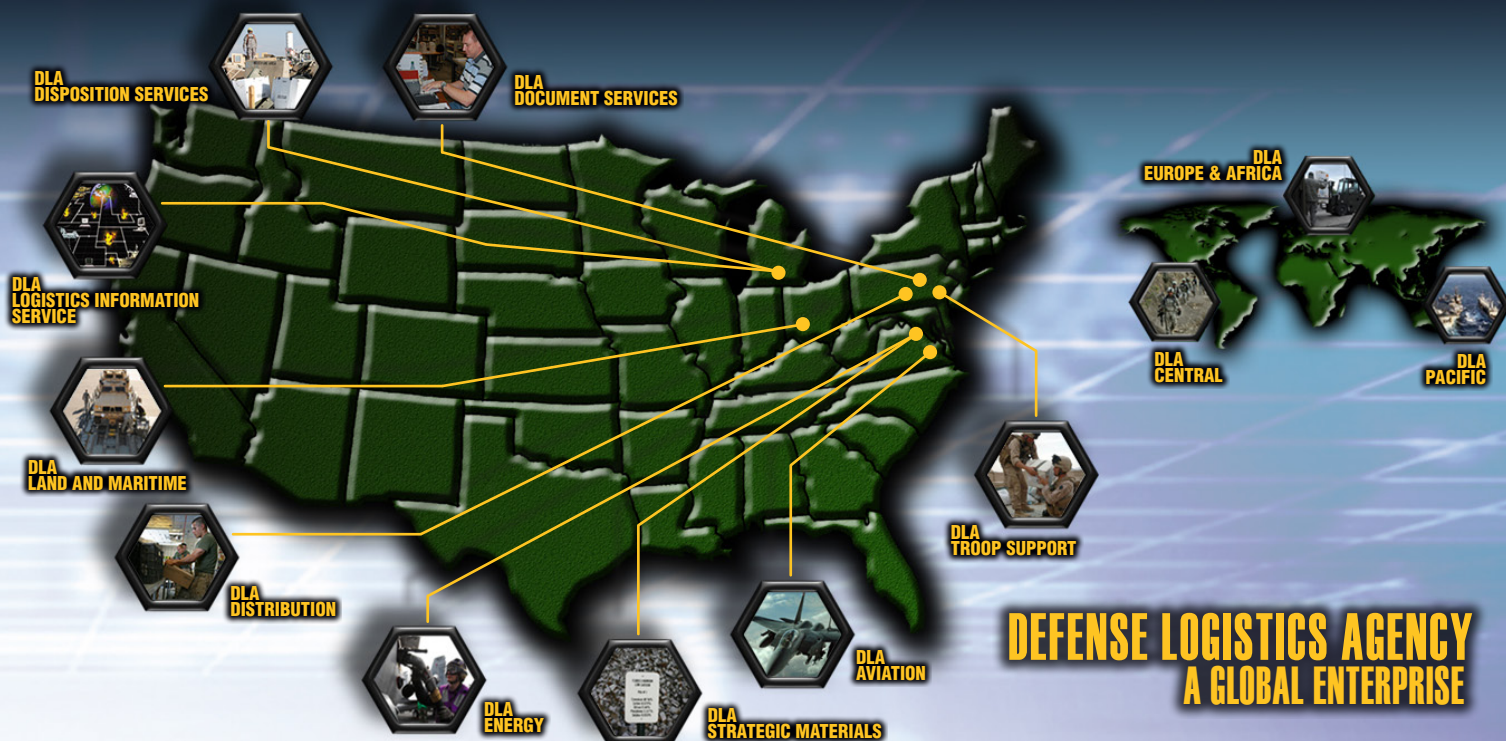 DLA
DISPOSITION SERVICES
DLA
DOCUMENT SERVICES
DLA
EUROPE & AFRICA
DLA
LOGISTICS INFORMATION
SERVICE
DLA
CENTRAL
DLA
PACIFIC
DLA
LAND AND MARITIME
DLA
TROOP SUPPORT
DLA
DISTRIBUTION
DLA
AVIATION
DLA
ENERGY
DLA
STRATEGIC MATERIALS
DEFENSE LOGISTICS AGENCY
A GLOBAL ENTERPRISE